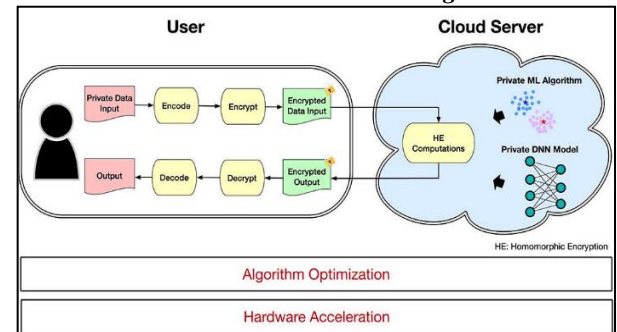 User
Cloud Server
Private Data
Input
Encode
Encrypt
Encrypted
Data Input
Output
Decode
Decrypt
Encrypted
Output
HE
Computations
Private ML Algorithm
Private DNN Model
HE: Homomorphic Encryption
Algorithm Optimization
Hardware Acceleration